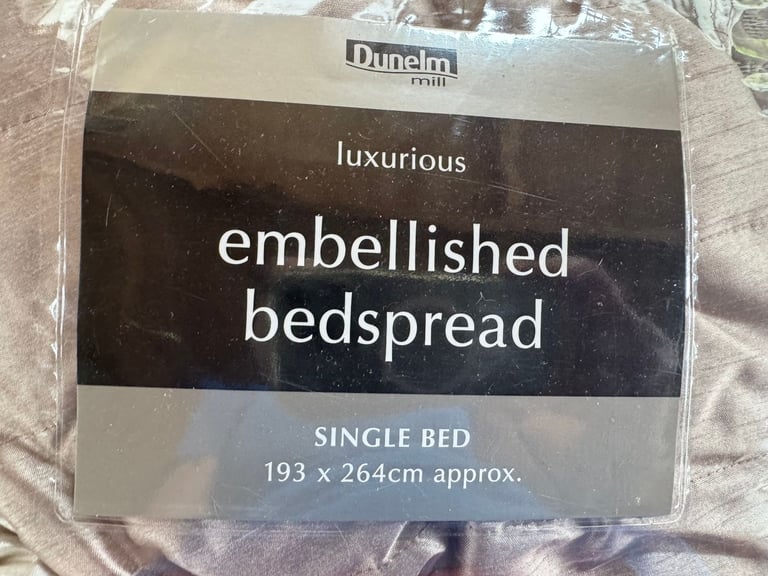 Dunelm
mill
luxurious
embellished
bedspread
SINGLE BED
193 x 264cm approx.